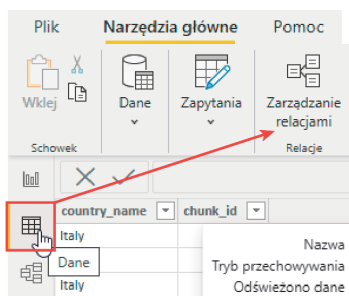 Plik Narzędzia główne Pomoc
Wklej Dane Zapytania Zarządzanie
relacjami
Schowek Relacje
country_name chunk_id
Italy
Dane
Italy
Nazwa
Tryb przechowywania
Odświeżono dane